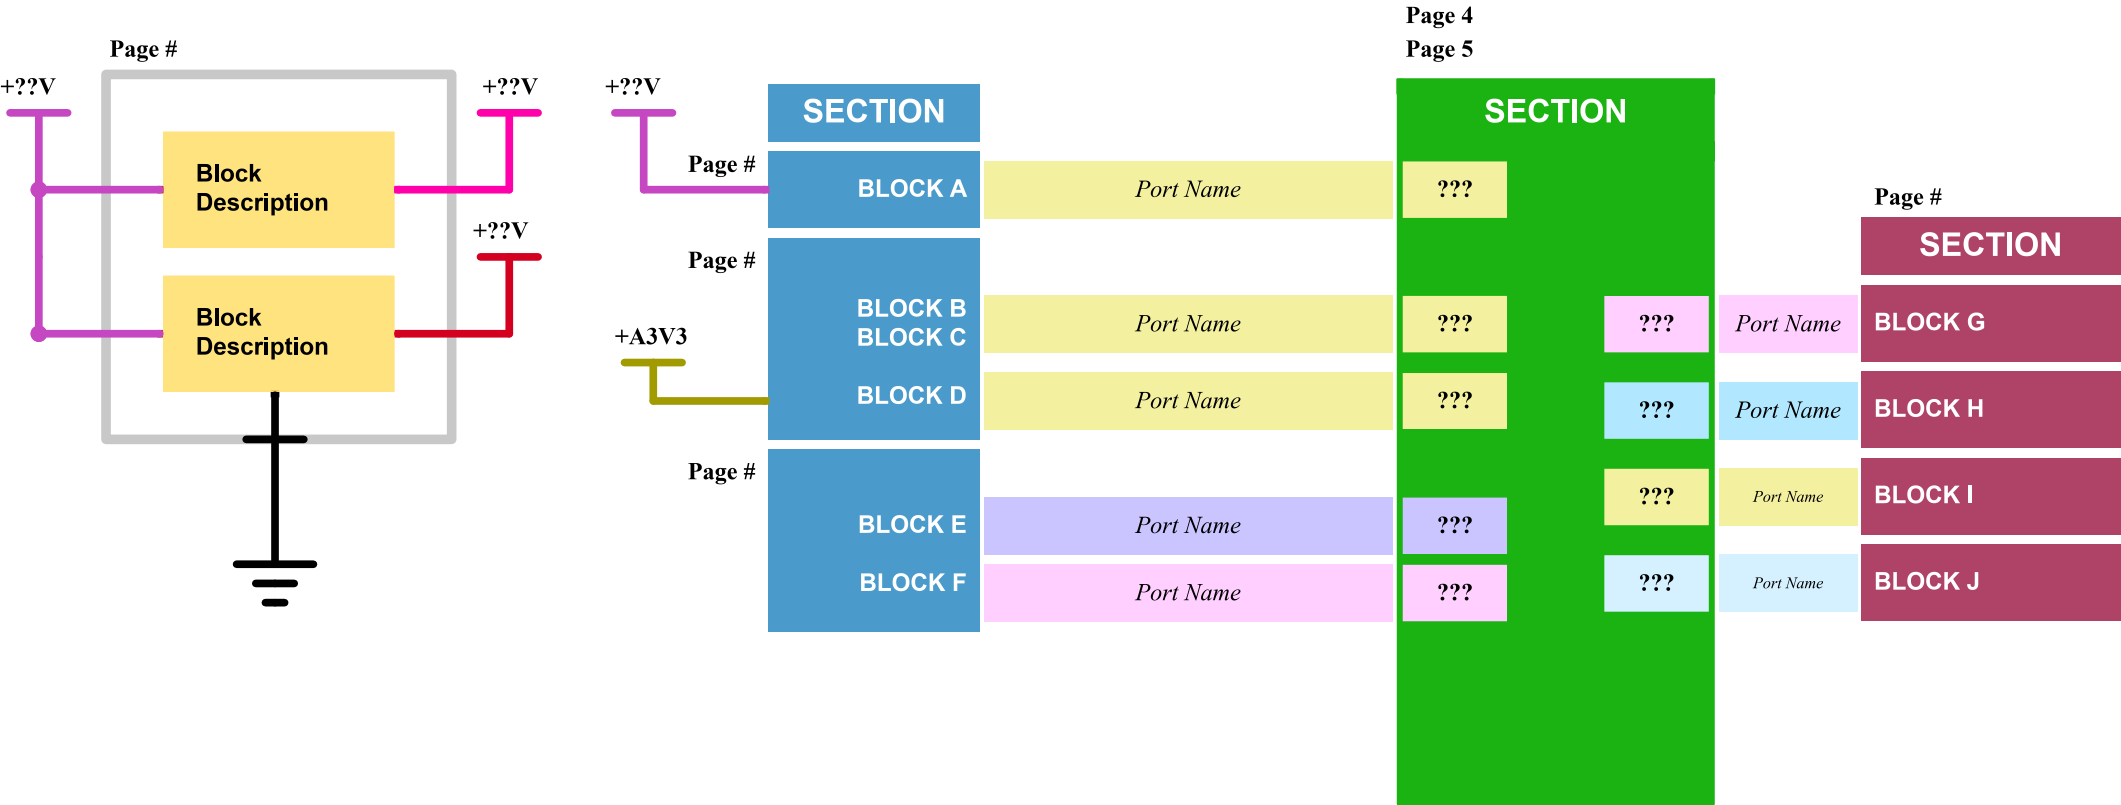 Page #
+??V
+??V
Block
Description
+??V
Block
Description
+??V
SECTION
Page #
BLOCK A
Port Name
???
Page #
BLOCK B
BLOCK C
Port Name
???
+A3V3
BLOCK D
Port Name
???
Page #
BLOCK E
Port Name
???
BLOCK F
Port Name
???
Page 4
Page 5
SECTION
Page #
SECTION
???
Port Name
BLOCK G
???
Port Name
BLOCK H
???
Port Name
BLOCK I
???
Port Name
BLOCK J